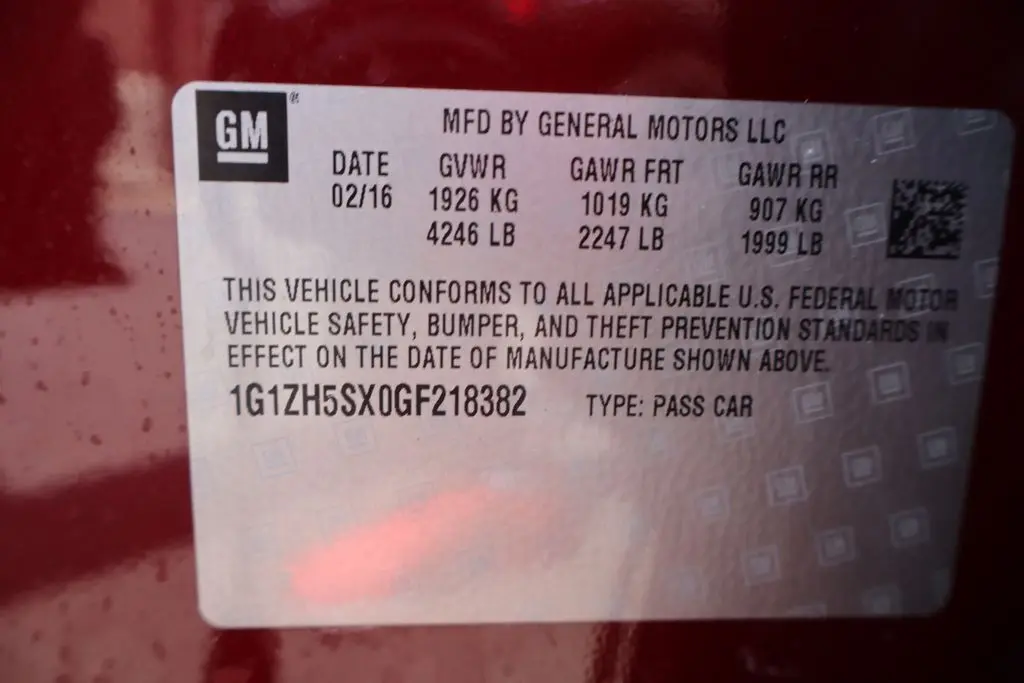 GM
MFD BY GENERAL MOTORS LLC
DATE GVWR GAWR FRT GAWR RR
02/16 1926 KG 1019 KG 907 KG
4246 LB 2247 LB 1999 LB
THIS VEHICLE CONFORMS TO ALL APPLICABLE U.S. FEDERAL MOTOR
VEHICLE SAFETY, BUMPER, AND THEFT PREVENTION STANDARDS IN
EFFECT ON THE DATE OF MANUFACTURE SHOWN ABOVE.
1G1ZH5SX0GF218382 TYPE: PASS CAR